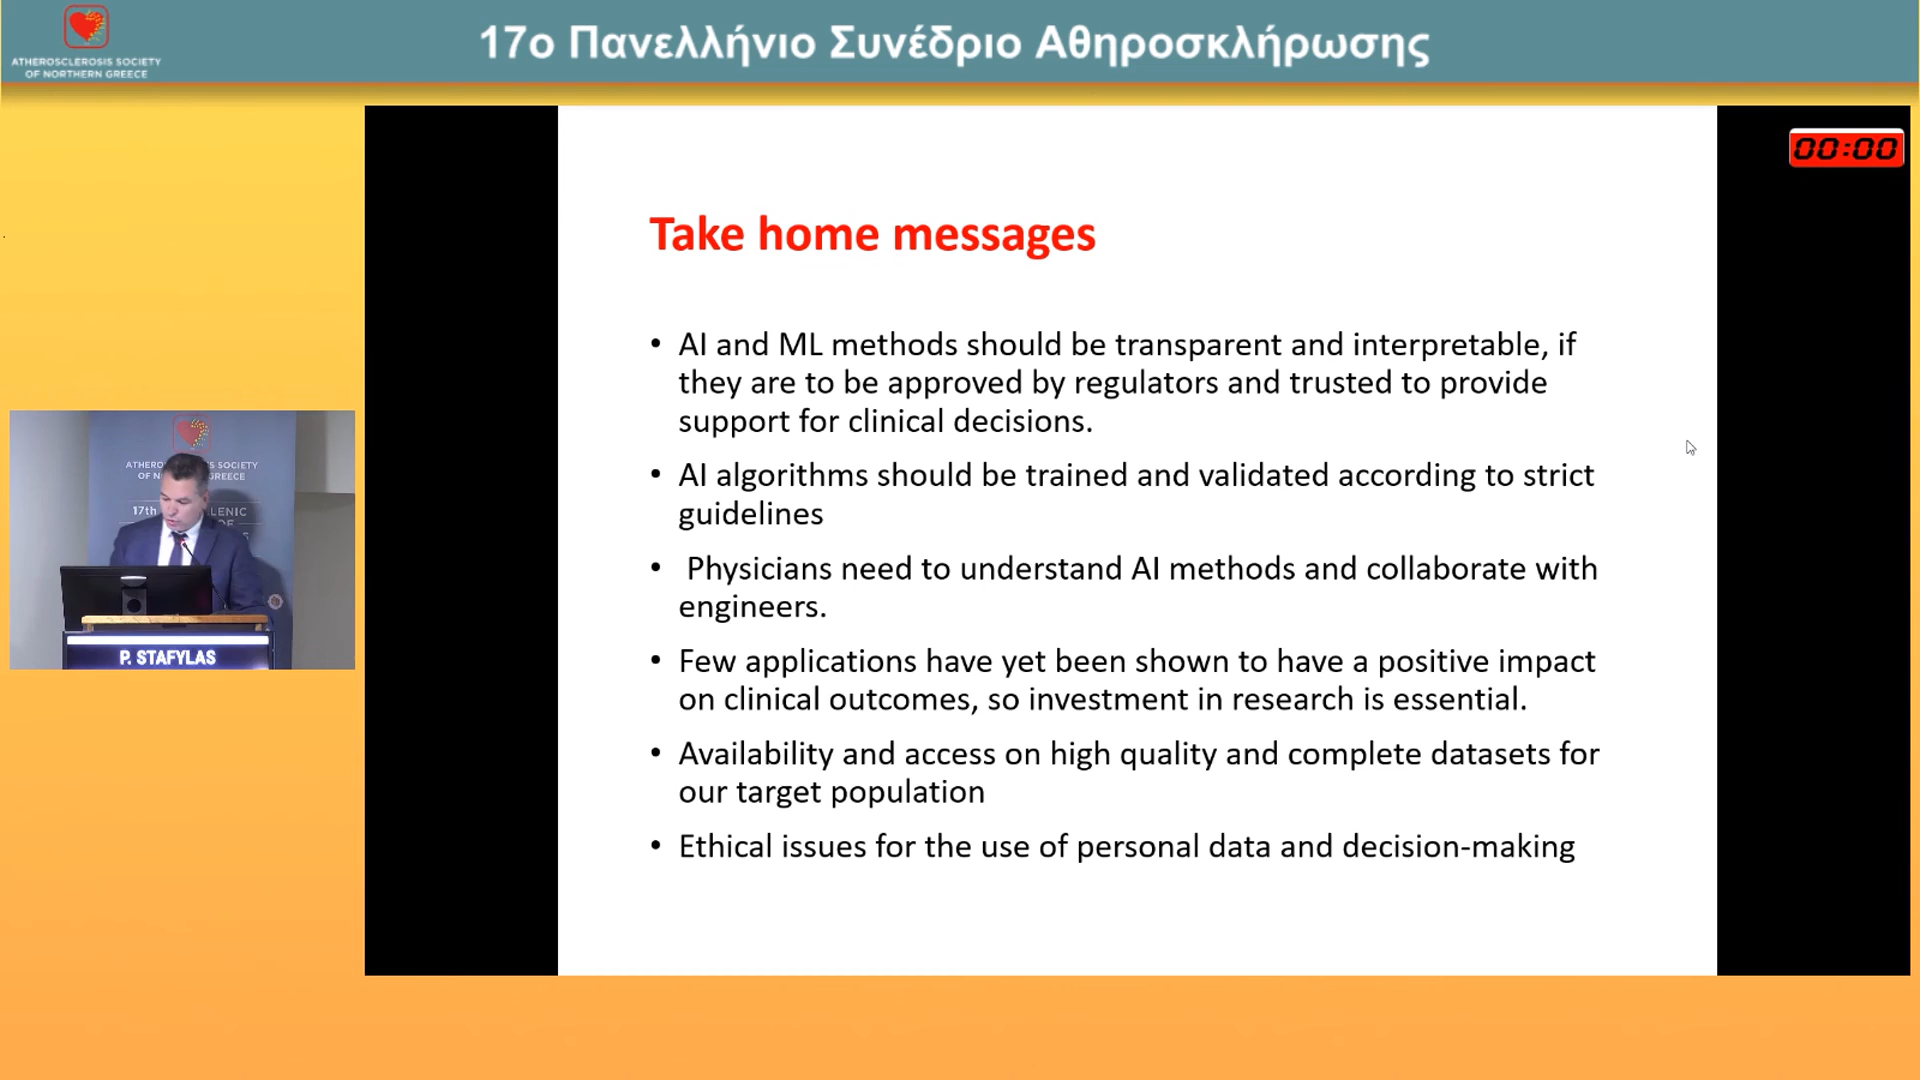 ATHEROSCLEROSIS SOCIETY
OF NORTHERN GREECE
17ο Πανελλήνιο Συνέδριο Αθηροσκλήρωσης
00:00
Take home messages
• AI and ML methods should be transparent and interpretable, if
they are to be approved by regulators and trusted to provide
support for clinical decisions.
• AI algorithms should be trained and validated according to strict
guidelines
• Physicians need to understand AI methods and collaborate with
engineers.
• Few applications have yet been shown to have a positive impact
on clinical outcomes, so investment in research is essential.
• Availability and access on high quality and complete datasets for
our target population
• Ethical issues for the use of personal data and decision-making
SOCIETY
17th
P. STAFYLAS